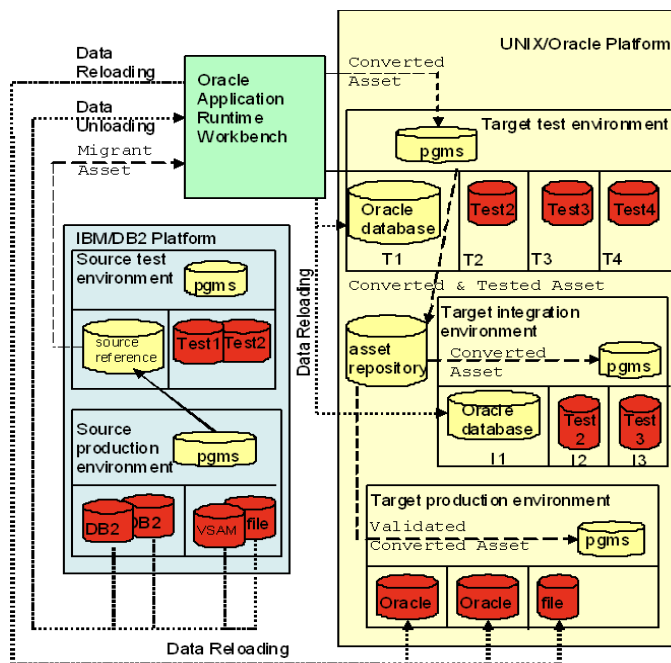 Data
Reloading
Data
Unloading
Migrant
Asset
Oracle
Application
Runtime
Workbench
UNIX/Oracle Platform
Converted
Asset
Target test environment
pgms
Oracle
database
Test2
Test3
Test4
T1
T2
T3
T4
Converted & Tested Asset
IBM/DB2 Platform
Source test
environment
pgms
source
reference
Test1
Test2
Data Reloading
asset
repository
Target integration
environment
Converted
Asset
pgms
Oracle
database
Test
2
Test
3
I1
I2
I3
Source
production
environment
pgms
DB2
DB2
VSAM
file
Target production environment
Validated
Converted Asset
pgms
Oracle
Oracle
file
Data Reloading